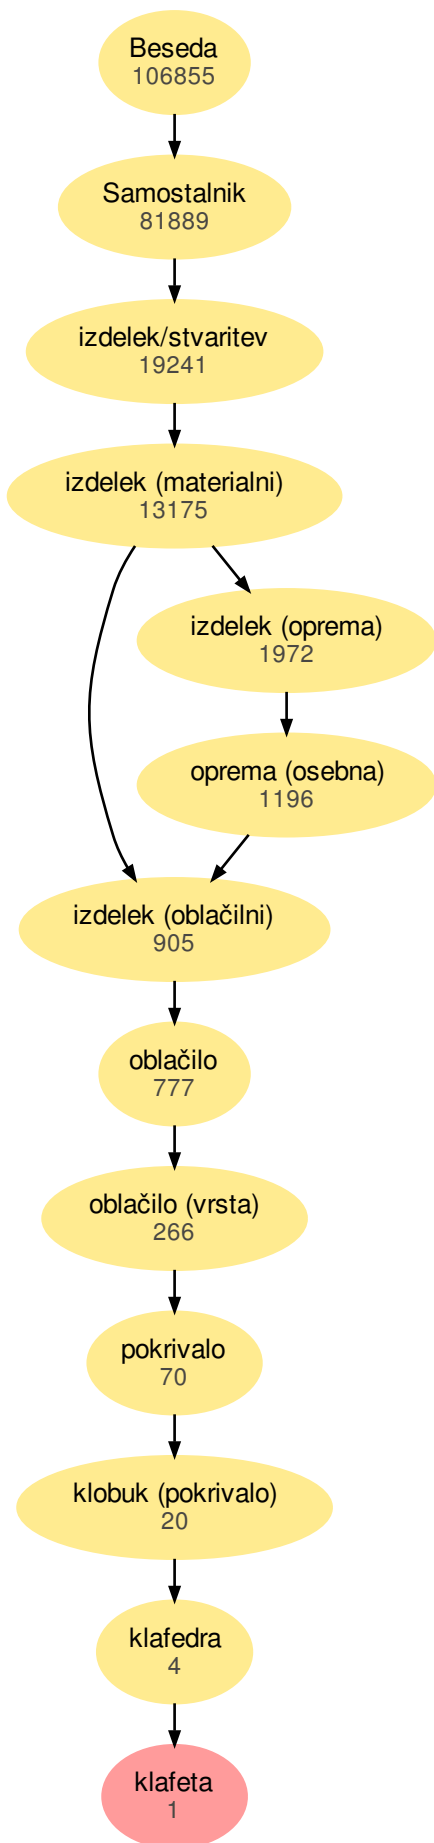 Beseda
106855
Samostalnik
81889
izdelek/stvaritev
19241
izdelek (materialni)
13175
izdelek (oprema)
1972
oprema (osebna)
1196
izdelek (oblačilni)
905
oblačilo
777
oblačilo (vrsta)
266
pokrivalo
70
klobuk (pokrivalo)
20
klafedra
4
klafeta
1